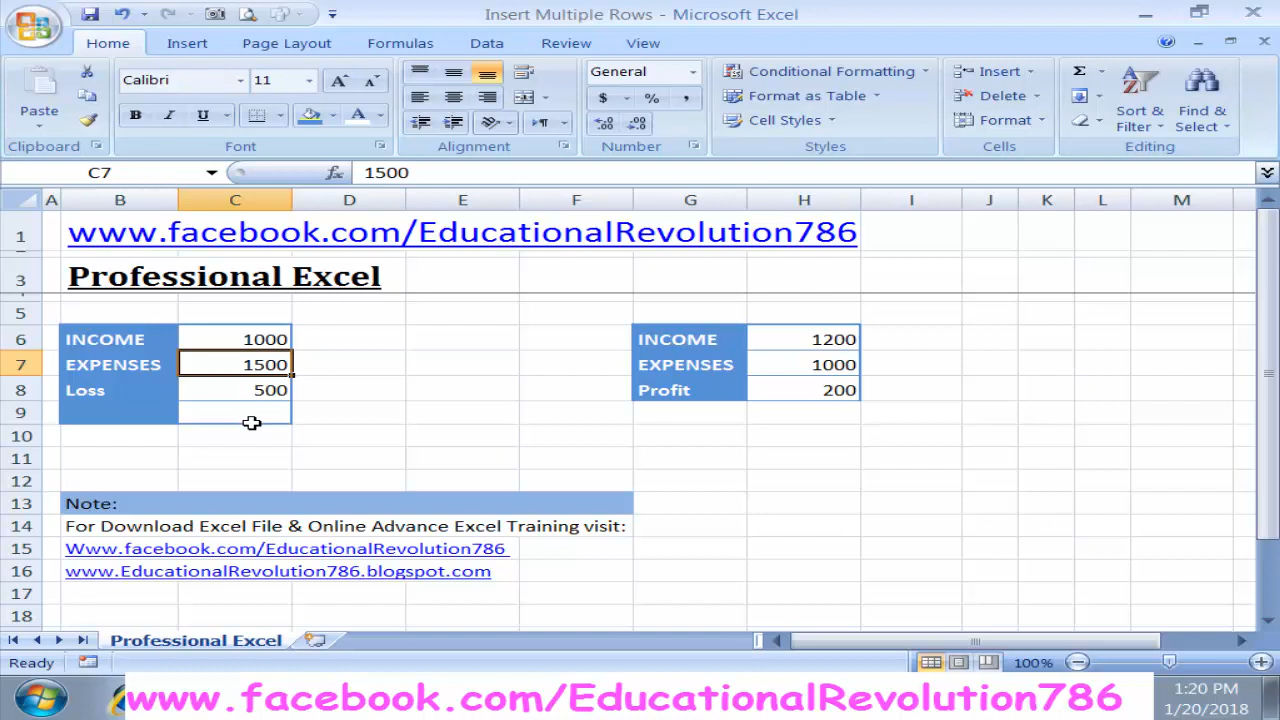 Insert Multiple Rows - Microsoft Excel
Home Insert Page Layout Formulas Data Review View
Paste
Clipboard
Calibri 11
B I U A
Font
Alignment
General
$ % ,
Number
Conditional Formatting
Format as Table
Cell Styles
Styles
Insert
Delete
Format
Cells
Σ
Sort & Filter
Find & Select
Editing
C7 fx 1500
A B C D E F G H I J K L M
1 www.facebook.com/EducationalRevolution786
3 Professional Excel
5
6 INCOME 1000 INCOME 1200
7 EXPENSES 1500 EXPENSES 1000
8 Loss 500 Profit 200
9
10
11
12
13 Note:
14 For Download Excel File & Online Advance Excel Training visit:
15 Www.facebook.com/EducationalRevolution786
16 www.EducationalRevolution786.blogspot.com
17
18
Professional Excel
Ready 100%
www.facebook.com/EducationalRevolution786
1:20 PM
1/20/2018